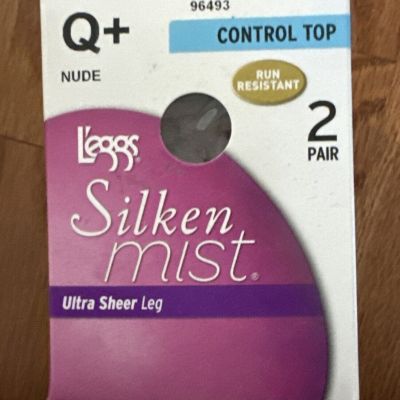 96493
Q+
CONTROL TOP
NUDE
RUN
RESISTANT
2
PAIR
L'eggs®
Silken
mist®
Ultra Sheer Leg